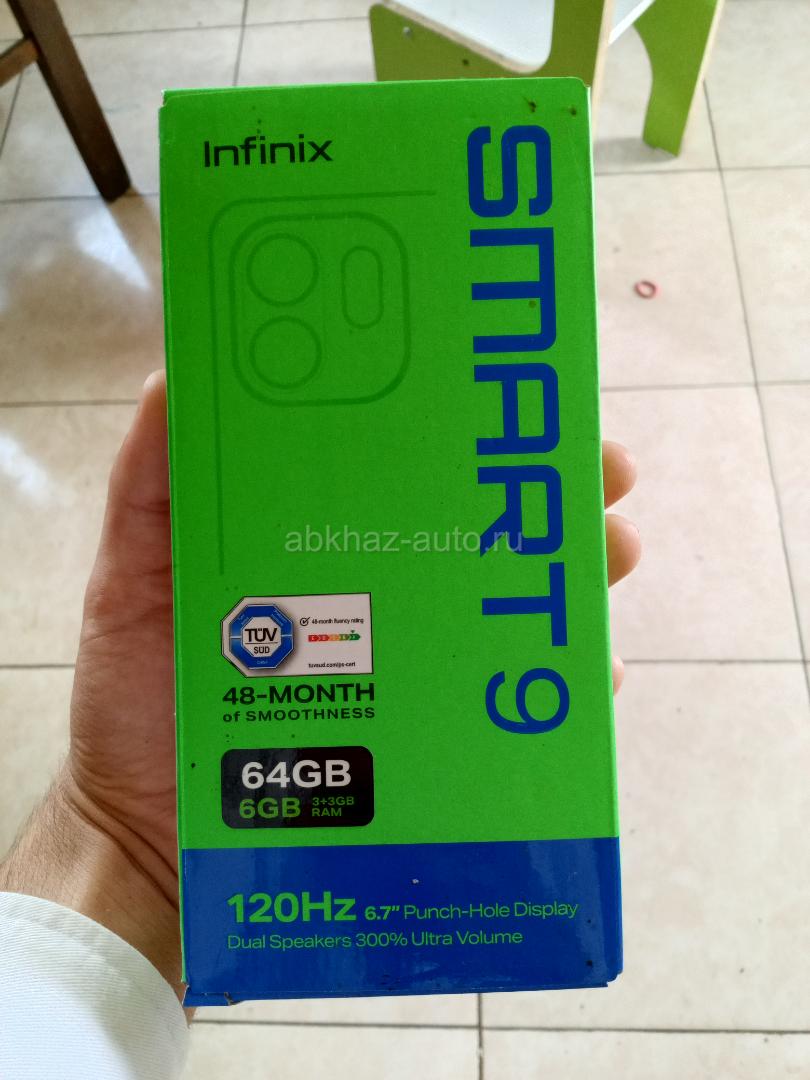 Infinix
SMART 9
abkhaz-auto.ru
TÜV
SÜD
48-month fluency rating
tuvsud.com/ps-cert
48-MONTH
of SMOOTHNESS
64GB
6GB 3+3GB
RAM
120Hz 6.7" Punch-Hole Display
Dual Speakers 300% Ultra Volume